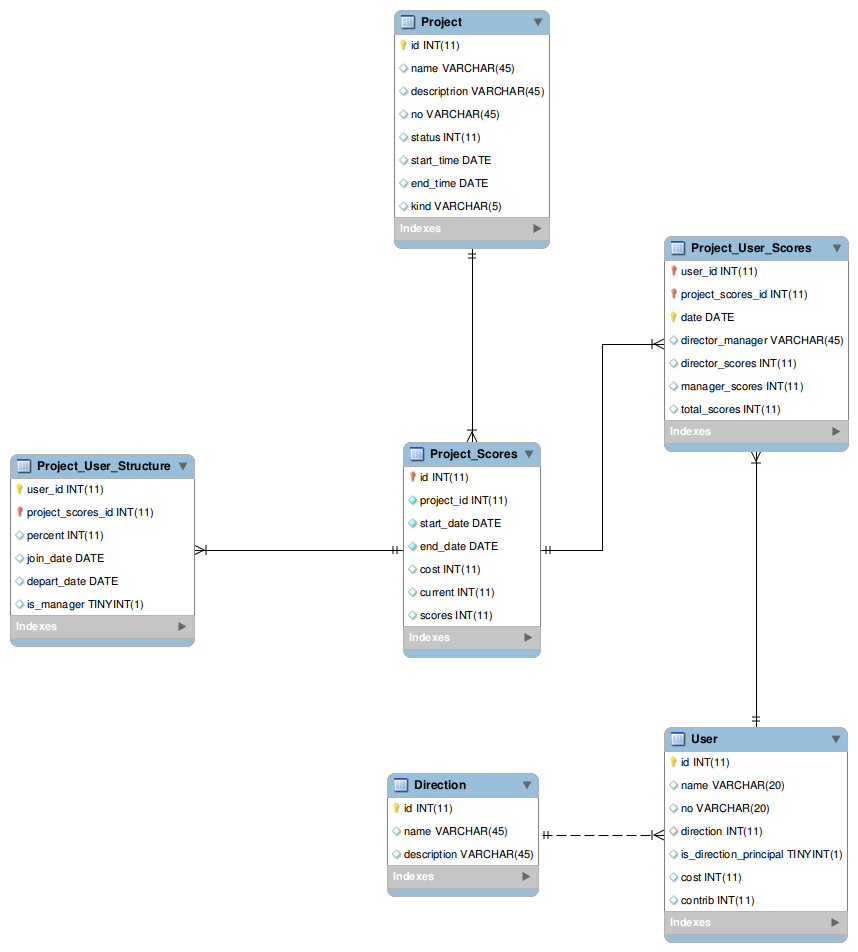 Project
id INT(11)
name VARCHAR(45)
descriptrion VARCHAR(45)
no VARCHAR(45)
status INT(11)
start_time DATE
end_time DATE
kind VARCHAR(5)
Indexes
Project_User_Scores
user_id INT(11)
project_scores_id INT(11)
date DATE
director_manager VARCHAR(45)
director_scores INT(11)
manager_scores INT(11)
total_scores INT(11)
Indexes
Project_User_Structure
user_id INT(11)
project_scores_id INT(11)
percent INT(11)
join_date DATE
depart_date DATE
is_manager TINYINT(1)
Indexes
Project_Scores
id INT(11)
project_id INT(11)
start_date DATE
end_date DATE
cost INT(11)
current INT(11)
scores INT(11)
Indexes
Direction
id INT(11)
name VARCHAR(45)
description VARCHAR(45)
Indexes
User
id INT(11)
name VARCHAR(20)
no VARCHAR(20)
direction INT(11)
is_direction_principal TINYINT(1)
cost INT(11)
contrib INT(11)
Indexes